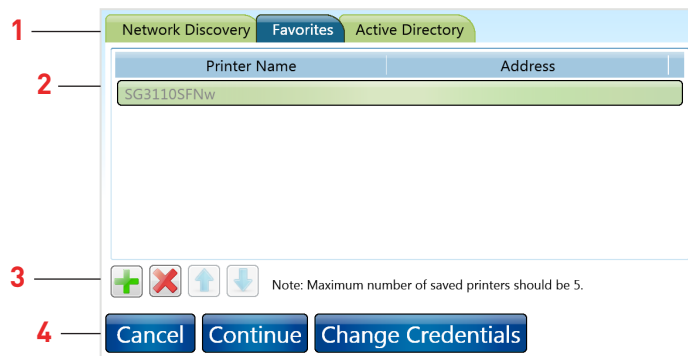 1
Network Discovery Favorites Active Directory
Printer Name Address
2
SG3110SFNw
3
Note: Maximum number of saved printers should be 5.
4
Cancel Continue Change Credentials